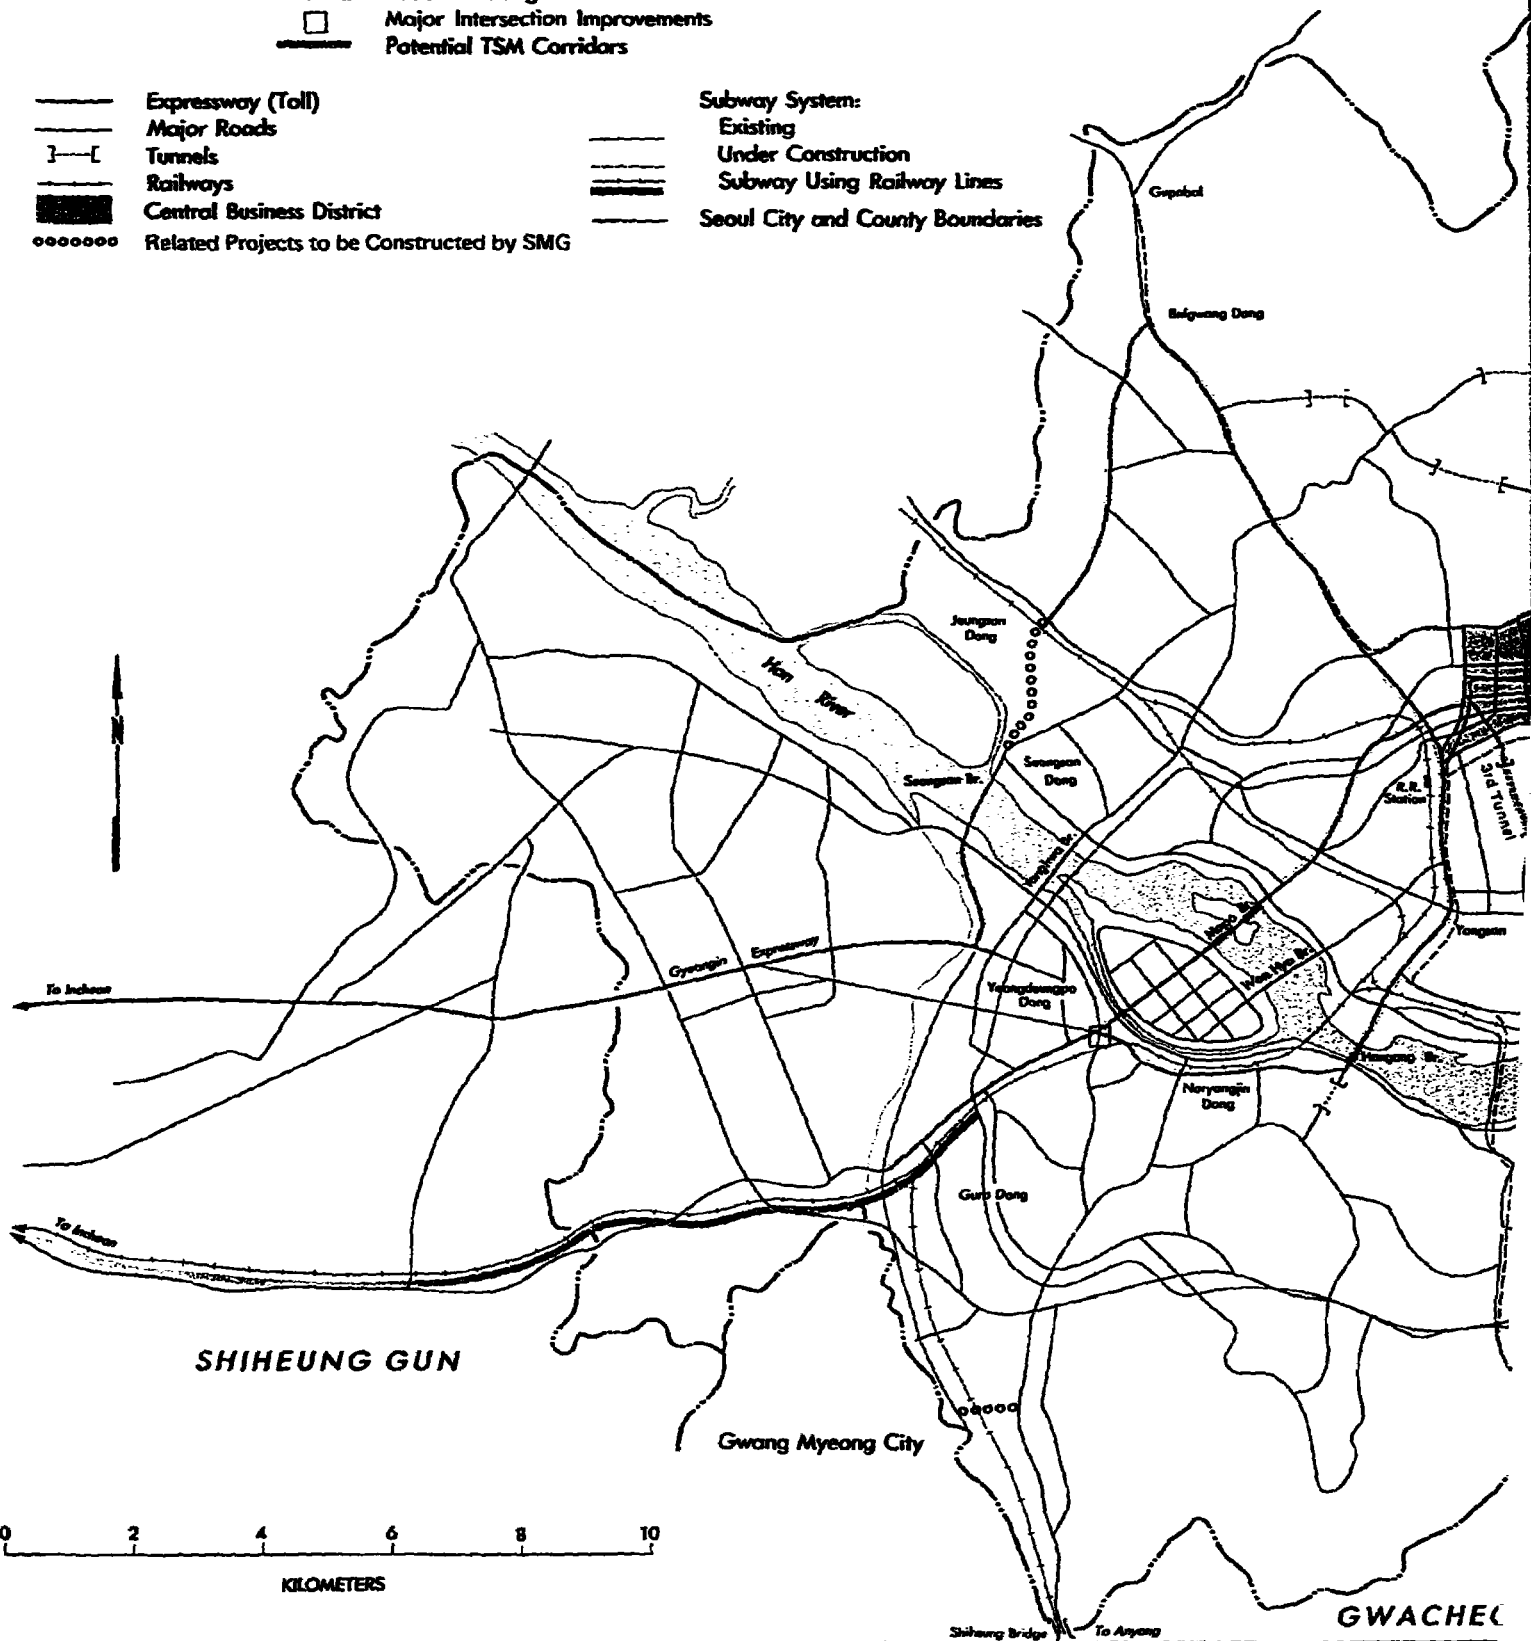 Major Intersection Improvements
Potential TSM Corridors
Expressway (Toll)
Major Roads
Tunnels
Railways
Central Business District
Related Projects to be Constructed by SMG
Subway System:
Existing
Under Construction
Subway Using Railway Lines
Seoul City and County Boundaries
Gupabal
Bulgwang Dong
Jeungsan
Dong
Han
River
N
Seongsan Br.
Seongsan
Dong
R.R.
Station
3rd Tunnel
Yanghwa Br.
Mapo Br.
Won Hyo Br.
Yongsan
Gyeongin Expressway
To Incheon
Yeongdeungpo
Dong
Hangang Br.
Noryangjin
Dong
Guro Dong
To Incheon
SHIHEUNG GUN
Gwang Myeong City
0 2 4 6 8 10
KILOMETERS
GWACHE
Shiheung Bridge
To Anyang